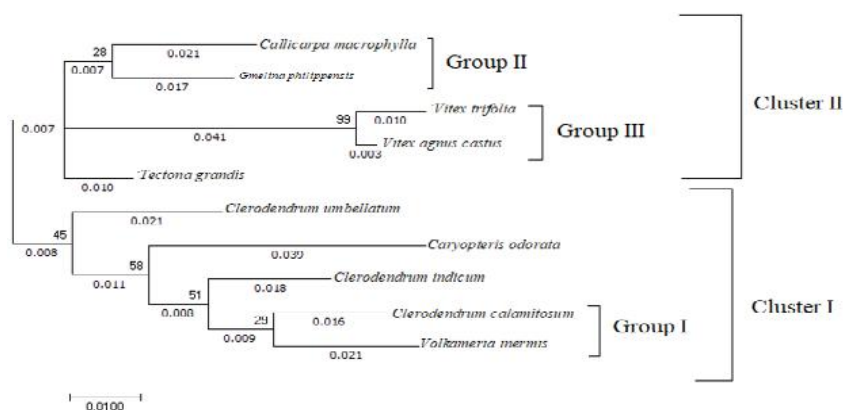 28
Callicarpa macrophylla
0.021
0.007
Gmelina philippensis
0.017
Group II
Cluster II
99
Vitex trifolia
0.010
0.007
0.041
Vitex agnus castus
0.003
Group III
Tectona grandis
0.010
Clerodendrum umbellatum
0.021
45
0.008
Caryopteris odorata
0.039
58
0.011
Clerodendrum indicum
0.018
51
0.008
Clerodendrum calamitosum
0.016
29
0.009
Volkameria inermis
0.021
Group I
Cluster I
0.0100